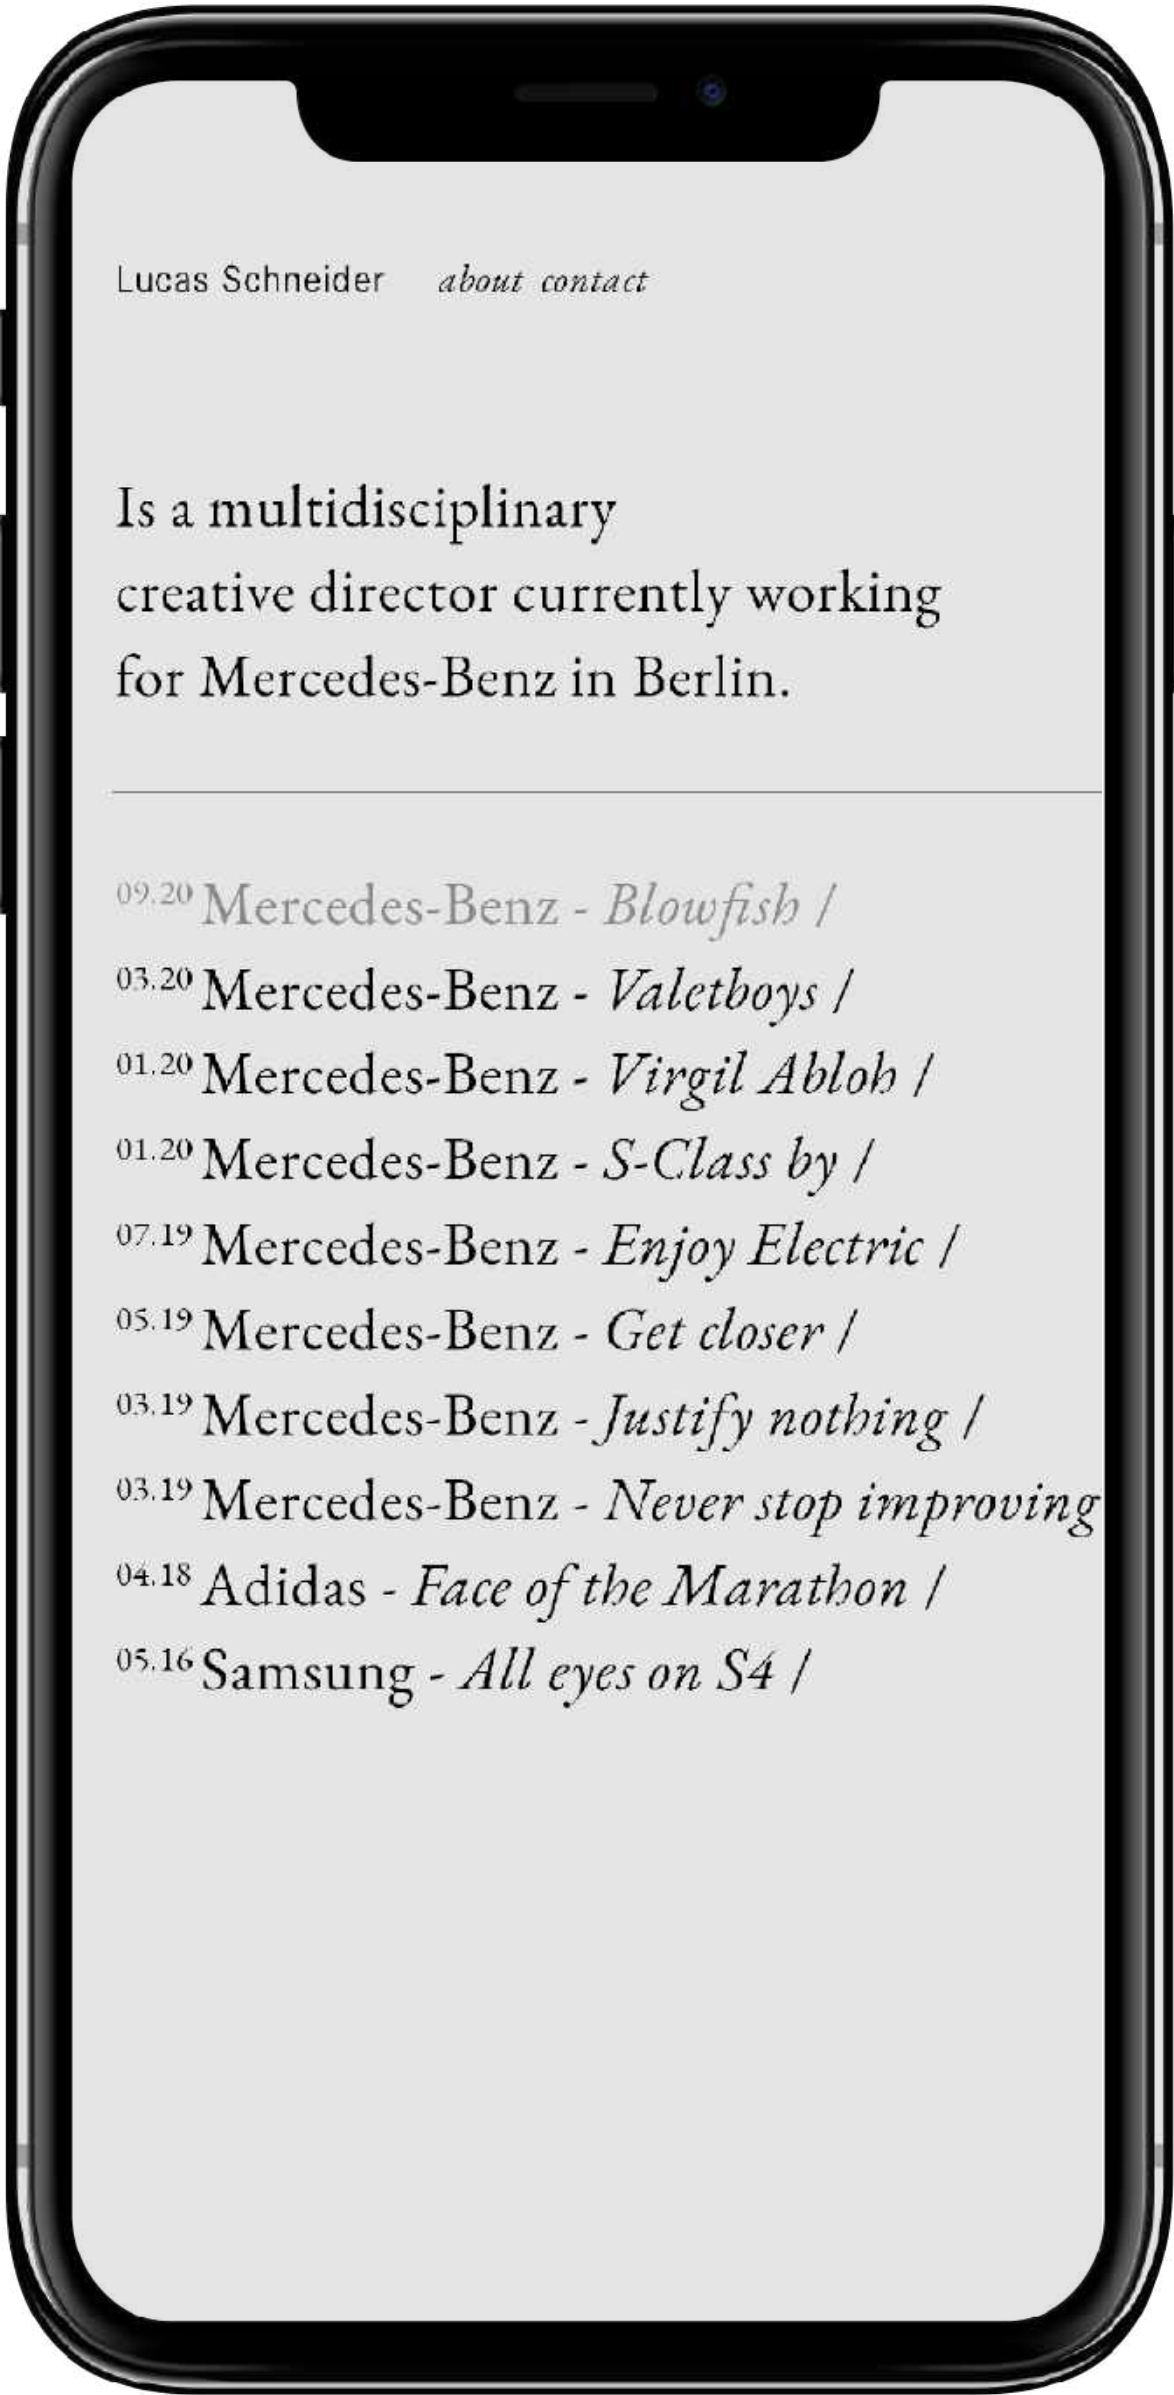 Lucas Schneider about contact
Is a multidisciplinary
creative director currently working
for Mercedes-Benz in Berlin.
09.20 Mercedes-Benz - Blowfish /
03.20 Mercedes-Benz - Valetboys /
01.20 Mercedes-Benz - Virgil Abloh /
01.20 Mercedes-Benz - S-Class by /
07.19 Mercedes-Benz - Enjoy Electric /
05.19 Mercedes-Benz - Get closer /
03.19 Mercedes-Benz - Justify nothing /
03.19 Mercedes-Benz - Never stop improving
04.18 Adidas - Face of the Marathon /
05.16 Samsung - All eyes on S4 /